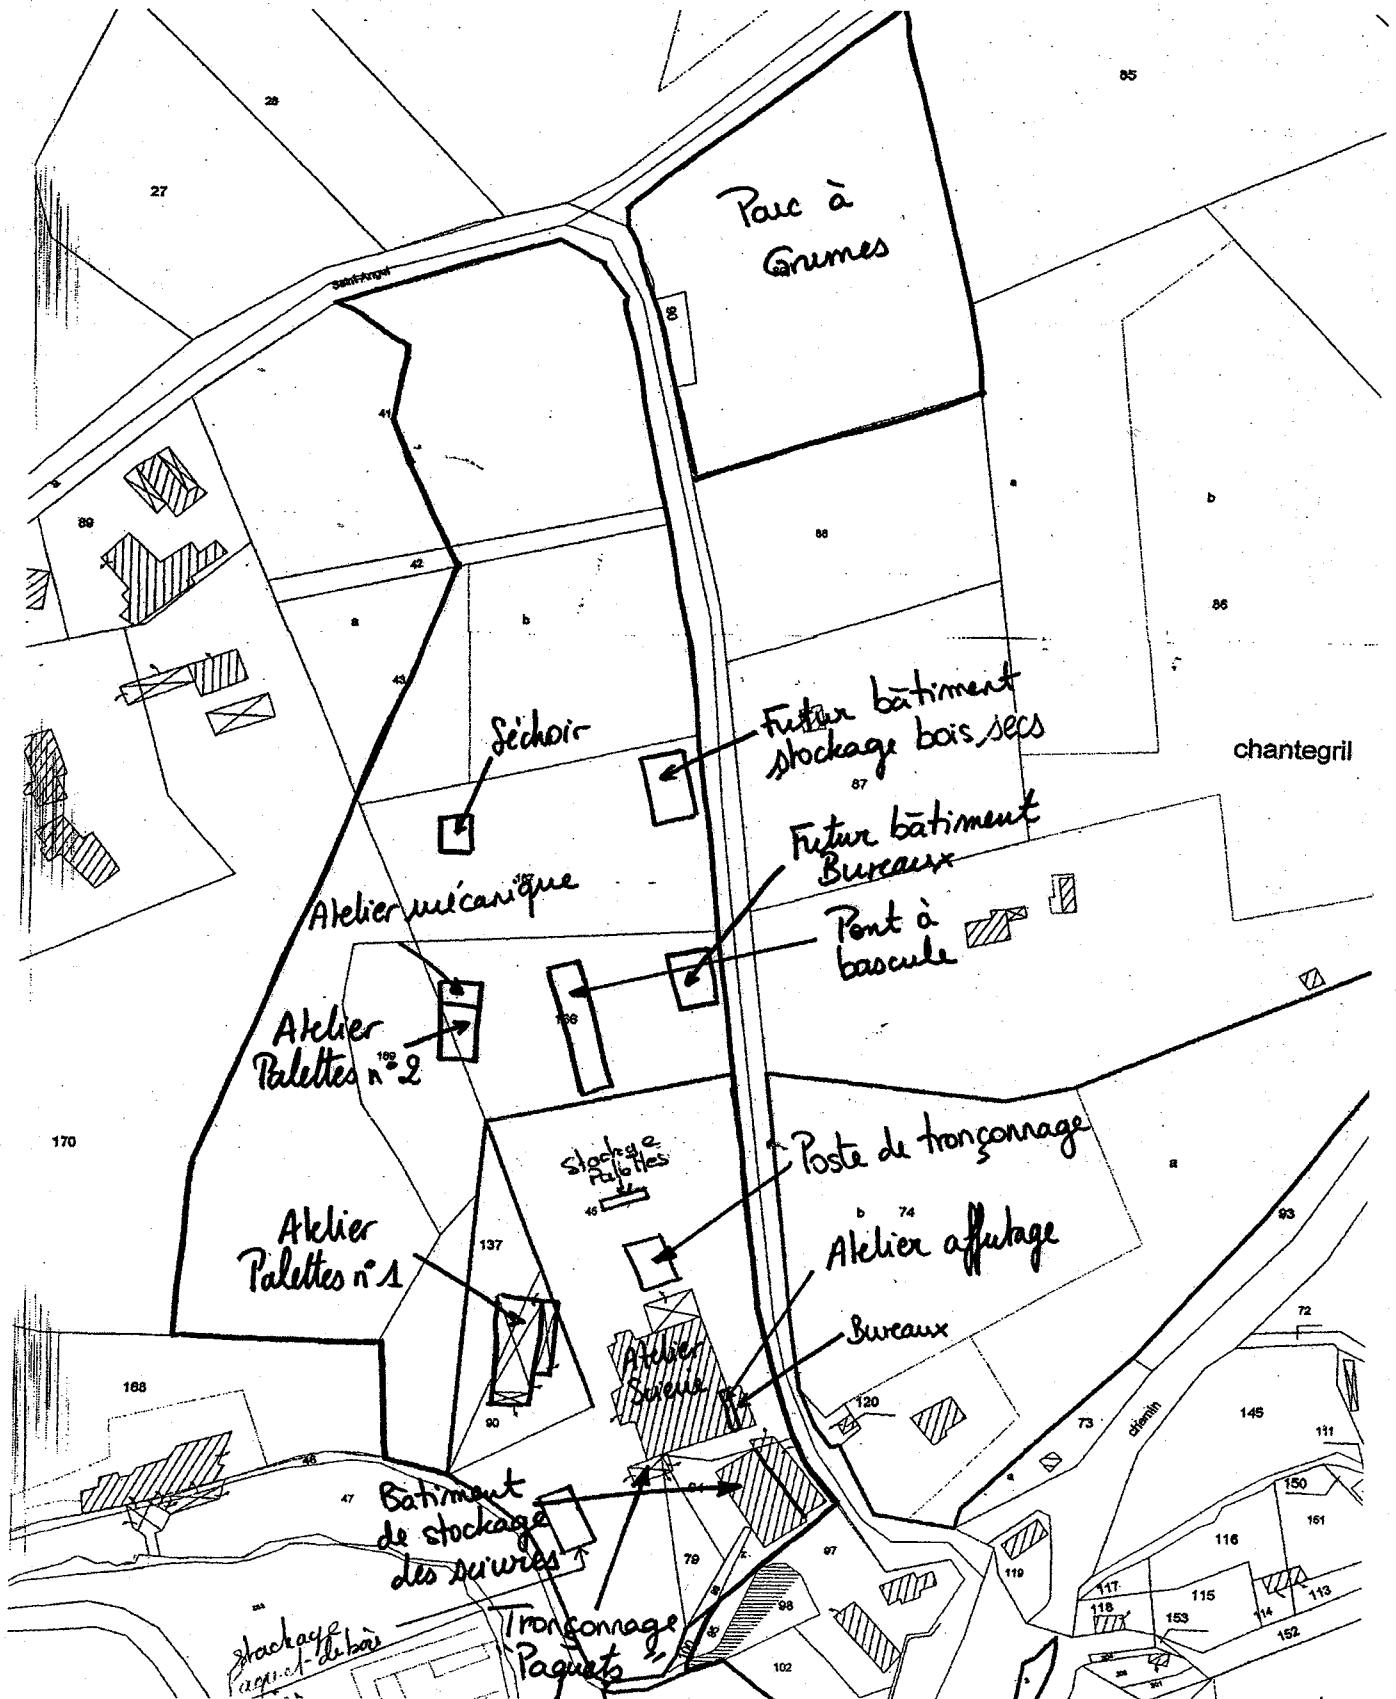 28
85
27
Parc à
Grumes
Saint-Angel
90
41
a
89
a
b
88
42
a
b
86
43
Séchoir
Futur bâtiment
stockage bois secs
87
chantegril
Futur bâtiment
Bureaux
Atelier mécanique
Pont à
bascule
Atelier
Palettes n°2
169
166
170
Stockage
Palettes
45
Poste de tronçonnage
a
b 74
93
Atelier affutage
Atelier
Palettes n°1
137
72
Bureaux
Atelier
Scierie
168
90
120
73
chemin
145
111
46
47
Bâtiment
de stockage
des sciures
150
151
79
97
119
116
117
115
118
114
113
98
153
152
Tronçonnage
"Paquets"
102
stockage
paquet de bois